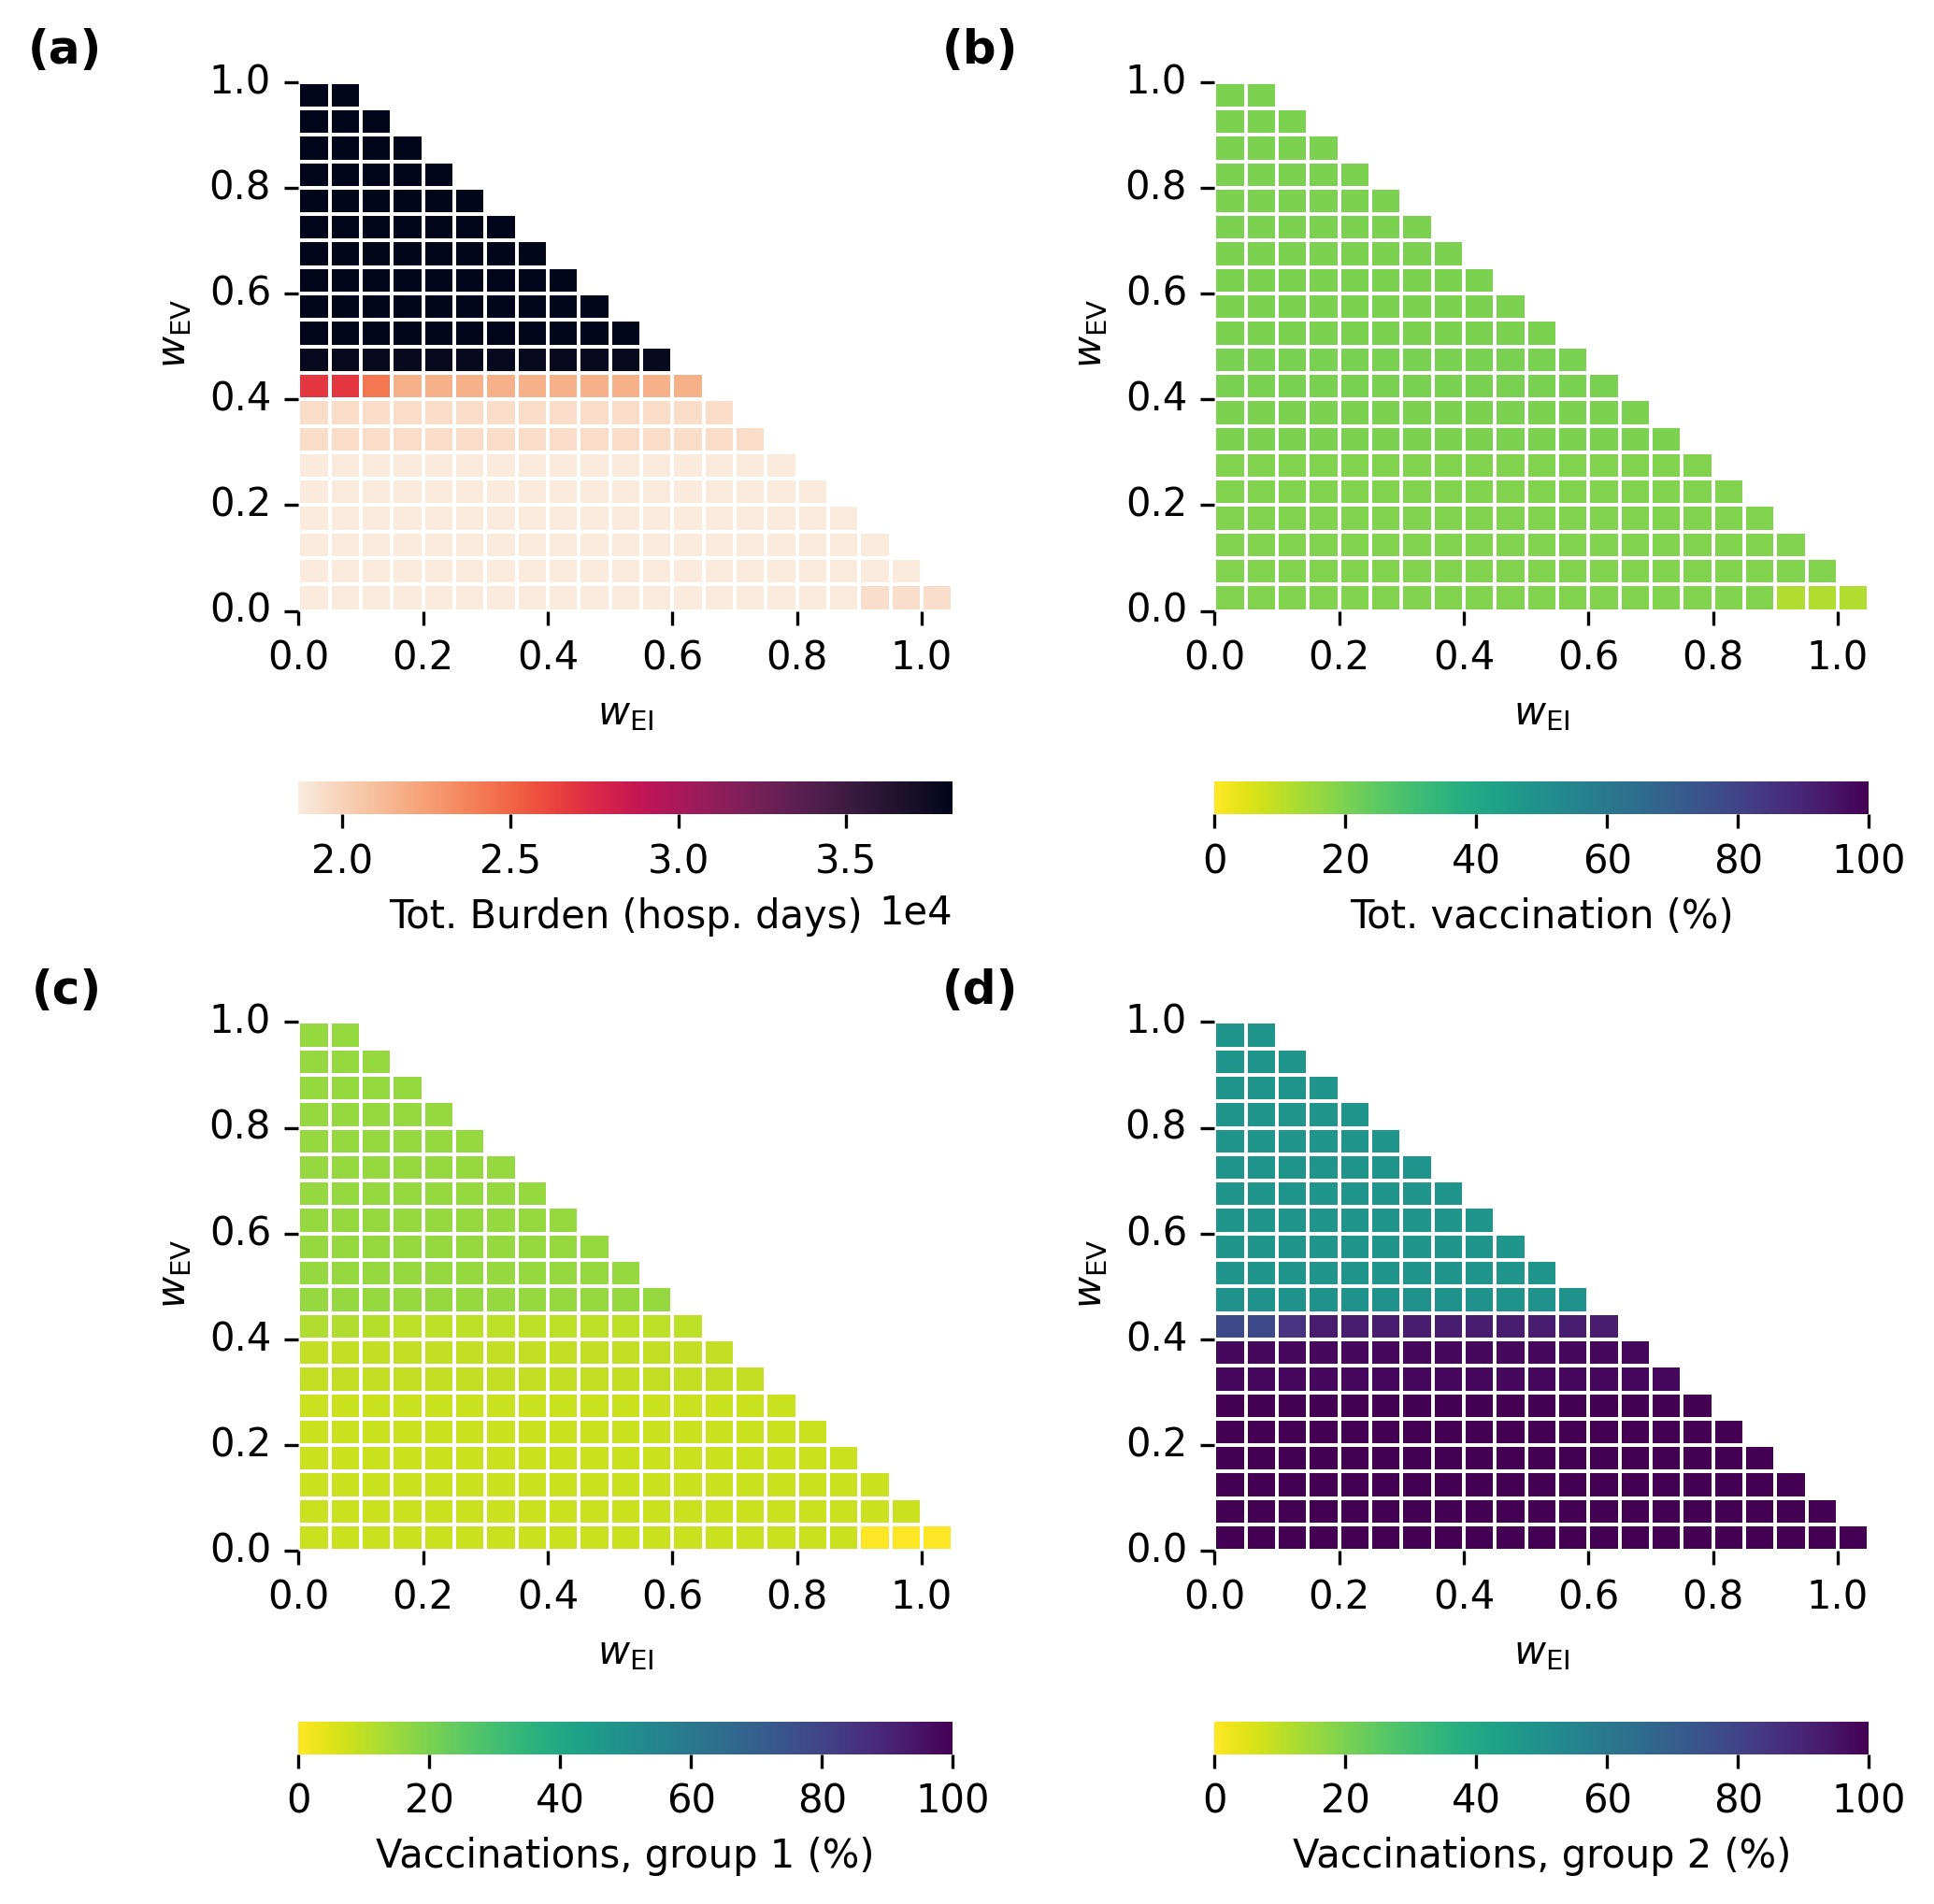 (a)
(b)
1.0
0.8
0.6
0.4
0.2
0.0
w_EV
0.0 0.2 0.4 0.6 0.8 1.0
w_EI
2.0 2.5 3.0 3.5
Tot. Burden (hosp. days) 1e4
1.0
0.8
0.6
0.4
0.2
0.0
w_EV
0.0 0.2 0.4 0.6 0.8 1.0
w_EI
0 20 40 60 80 100
Tot. vaccination (%)
(c)
(d)
1.0
0.8
0.6
0.4
0.2
0.0
w_EV
0.0 0.2 0.4 0.6 0.8 1.0
w_EI
0 20 40 60 80 100
Vaccinations, group 1 (%)
1.0
0.8
0.6
0.4
0.2
0.0
w_EV
0.0 0.2 0.4 0.6 0.8 1.0
w_EI
0 20 40 60 80 100
Vaccinations, group 2 (%)